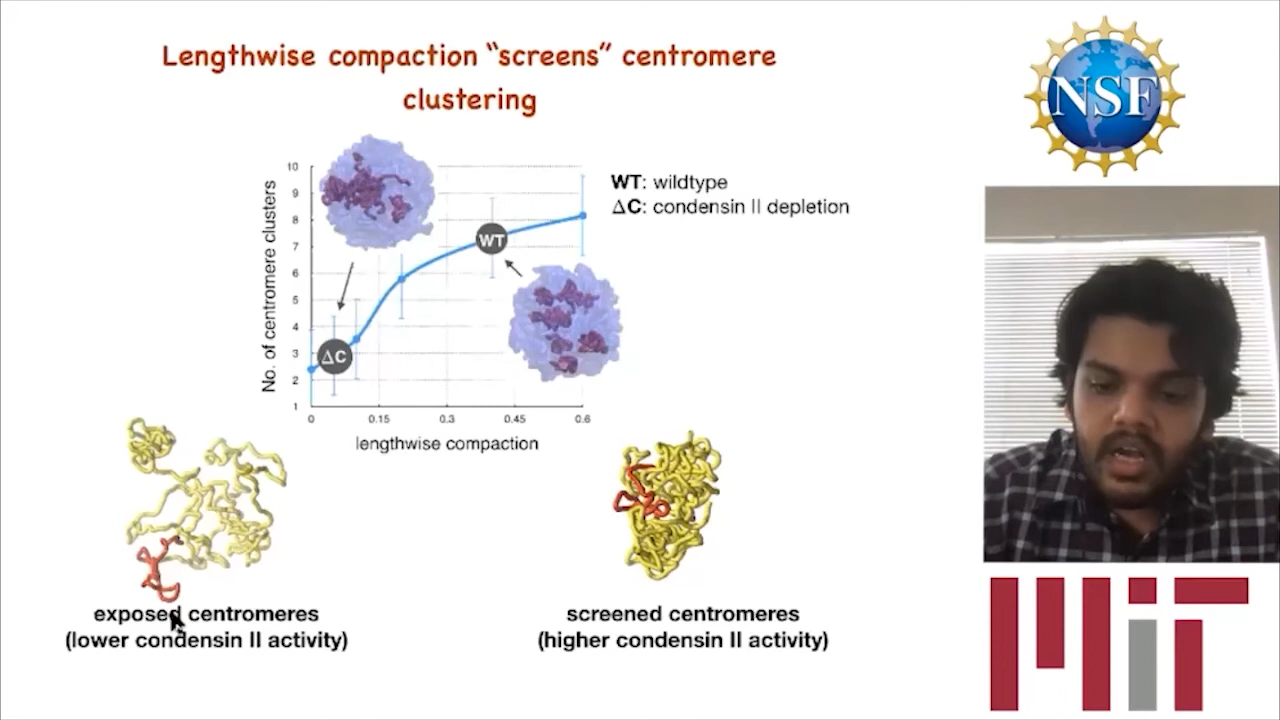 Lengthwise compaction “screens” centromere
clustering
NSF
10
9
8
7
6
5
4
3
2
1
No. of centromere clusters
WT
ΔC
0
0.15
0.3
0.45
0.6
lengthwise compaction
WT: wildtype
ΔC: condensin II depletion
exposed centromeres
(lower condensin II activity)
screened centromeres
(higher condensin II activity)
MIT